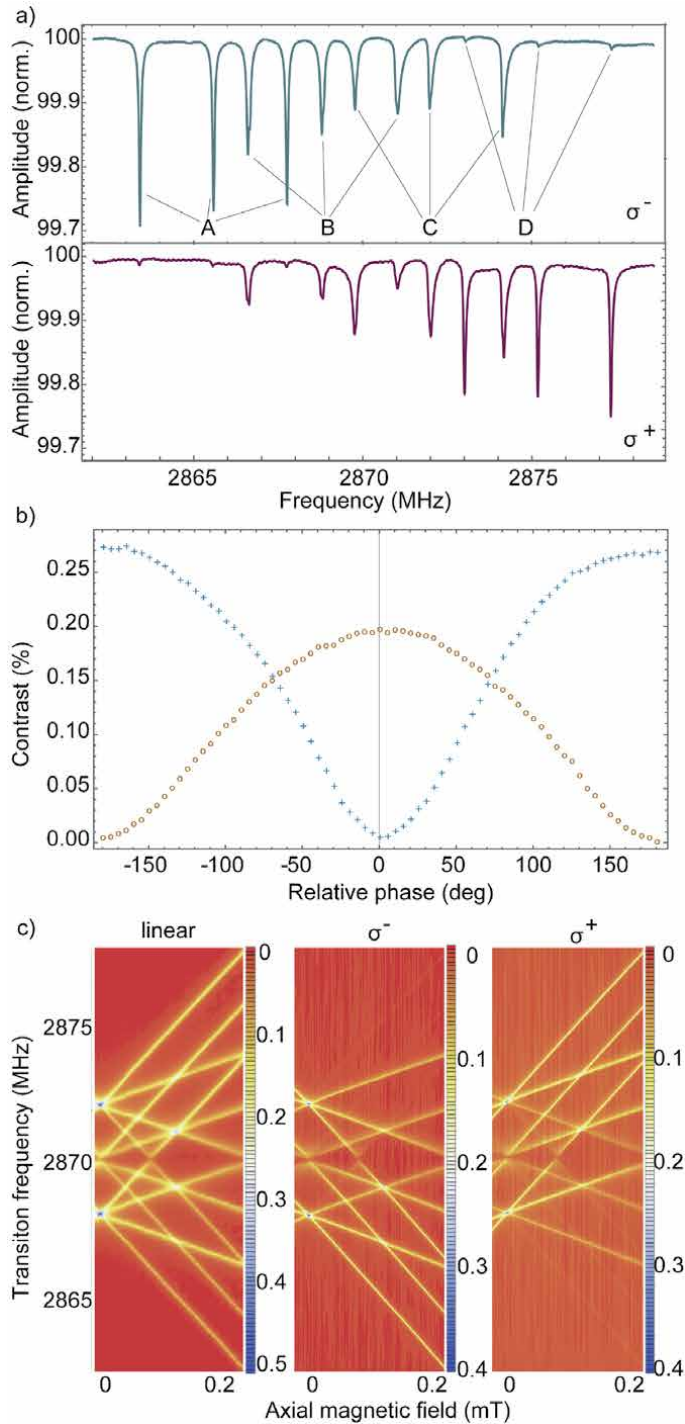 a)
100
99.9
99.8
99.7
Amplitude (norm.)
A B C D
σ-
100
99.9
99.8
99.7
Amplitude (norm.)
σ+
2865 2870 2875
Frequency (MHz)
b)
0.25
0.20
0.15
0.10
0.05
0.00
Contrast (%)
-150 -100 -50 0 50 100 150
Relative phase (deg)
c)
linear σ- σ+
2875
2870
2865
Transiton frequency (MHz)
0
0.1
0.2
0.3
0.4
0.5
0
0.1
0.2
0.3
0.4
0
0.1
0.2
0.3
0.4
0 0.2 0 0.2 0 0.2
Axial magnetic field (mT)